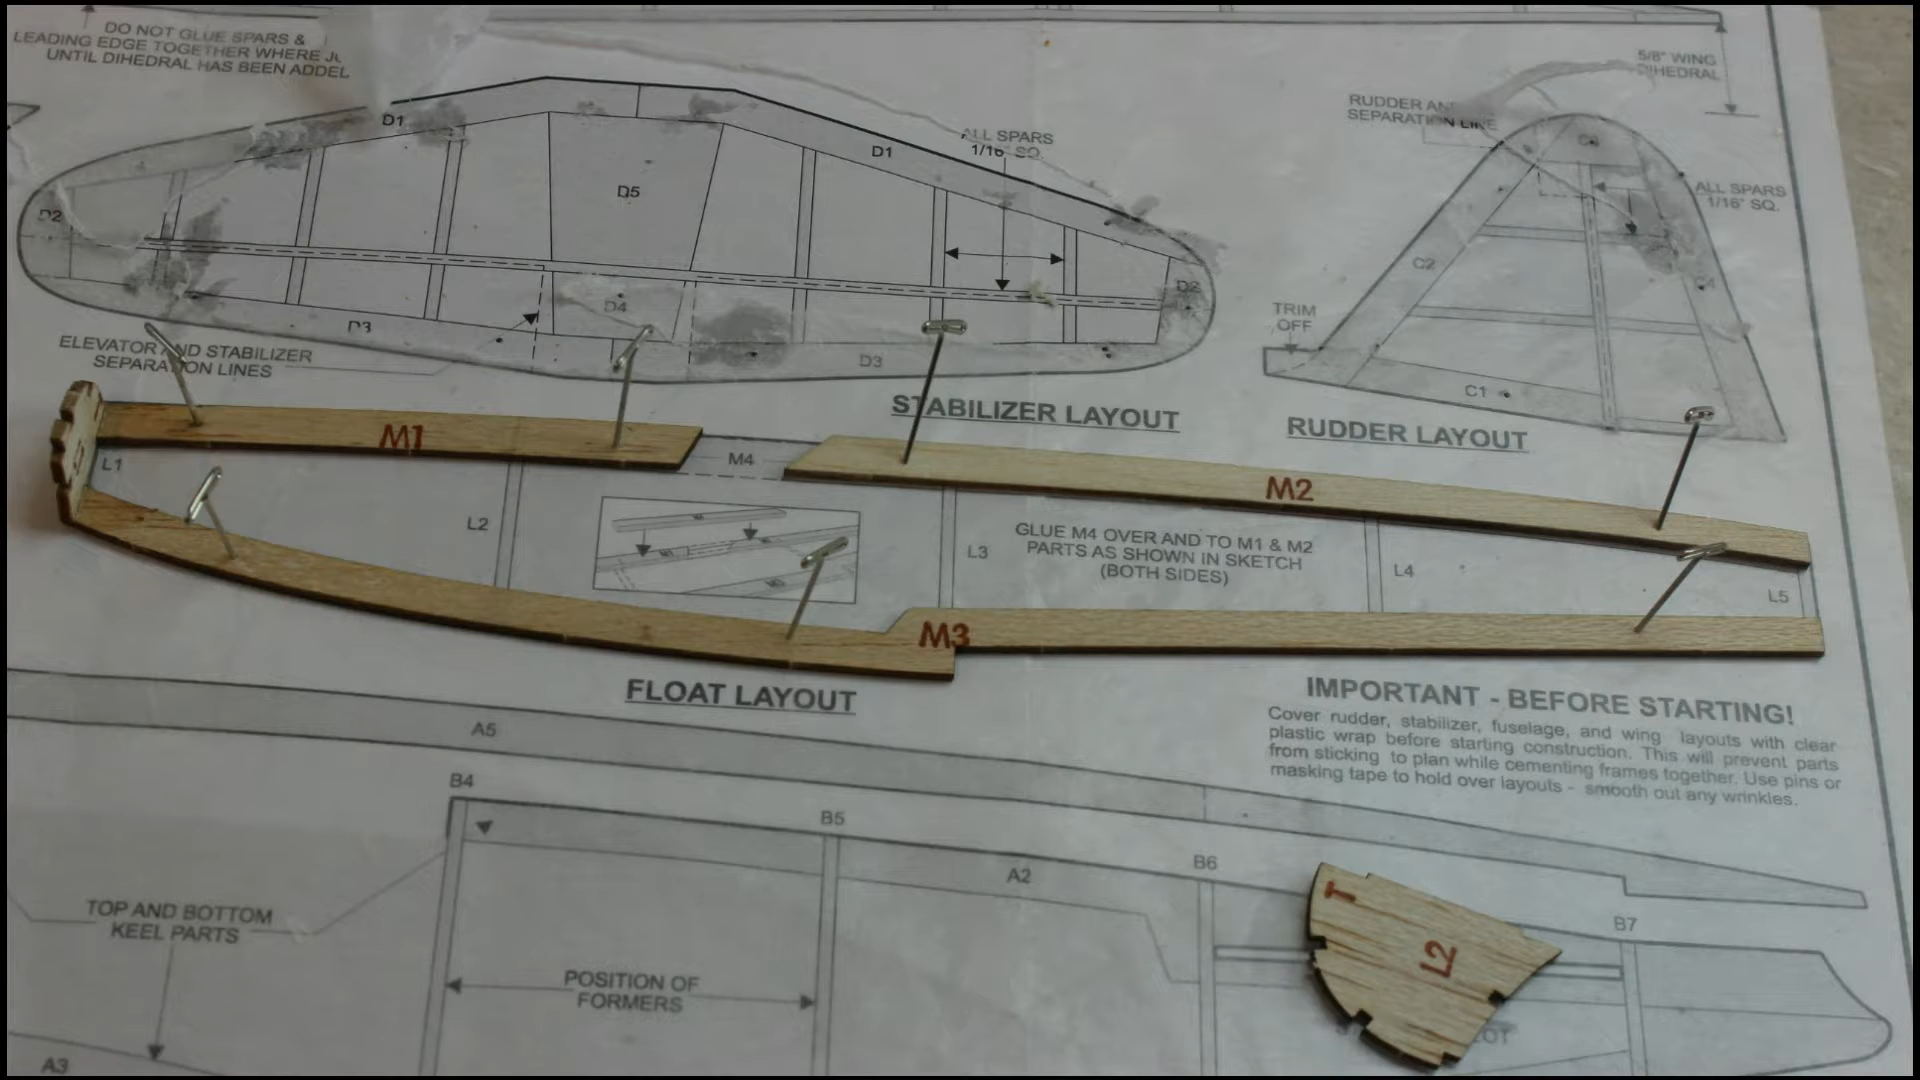 DO NOT GLUE SPARS &
LEADING EDGE TOGETHER WHERE
UNTIL DIHEDRAL HAS BEEN ADDED
5/8" WING
DIHEDRAL
D1
D1
D2
D5
D4
D3
D3
D2
ALL SPARS
1/16" SQ.
ELEVATOR AND STABILIZER
SEPARATION LINES
STABILIZER LAYOUT
RUDDER AND
SEPARATION LINE
ALL SPARS
1/16" SQ.
C2
C4
C1
TRIM
OFF
RUDDER LAYOUT
M1
M4
M2
L1
L2
L3
GLUE M4 OVER AND TO M1 & M2
PARTS AS SHOWN IN SKETCH
(BOTH SIDES)
L4
L5
M3
FLOAT LAYOUT
IMPORTANT - BEFORE STARTING!
Cover rudder, stabilizer, fuselage, and wing layouts with clear
plastic wrap before starting construction. This will prevent parts
from sticking to plan while cementing frames together. Use pins or
masking tape to hold over layouts - smooth out any wrinkles.
A5
B4
B5
B6
B7
A2
TOP AND BOTTOM
KEEL PARTS
POSITION OF
FORMERS
A3
T
L2